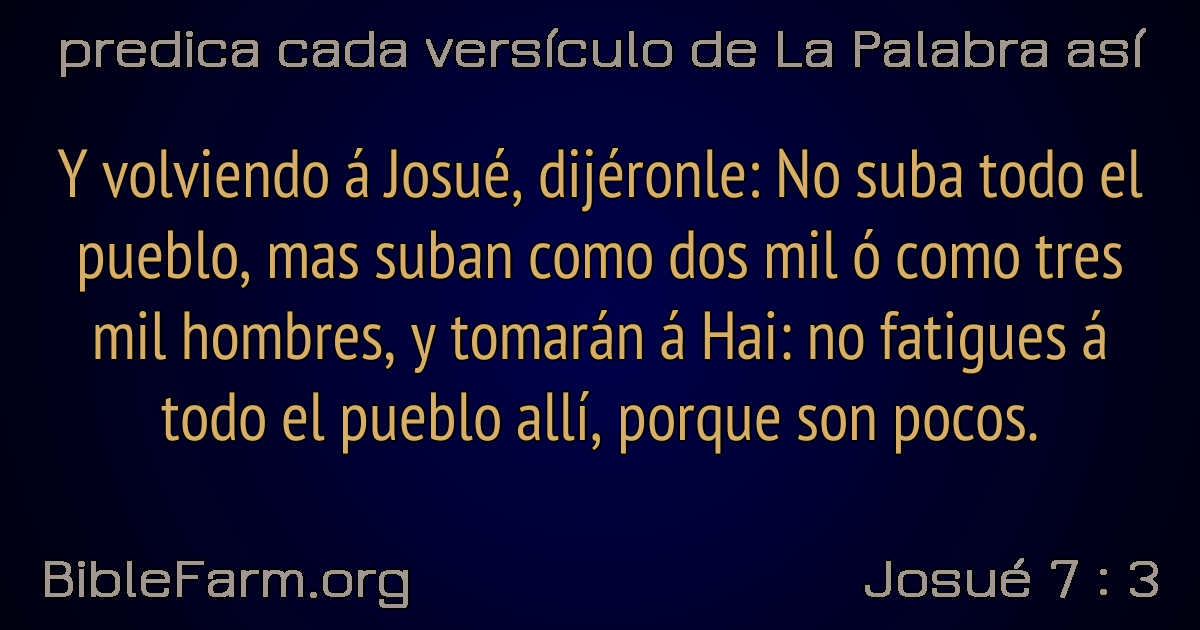 predica cada versículo de La Palabra así
Y volviendo á Josué, dijéronle: No suba todo el
pueblo, mas suban como dos mil ó como tres
mil hombres, y tomarán á Hai: no fatigues á
todo el pueblo allí, porque son pocos.
BibleFarm.org
Josué 7 : 3